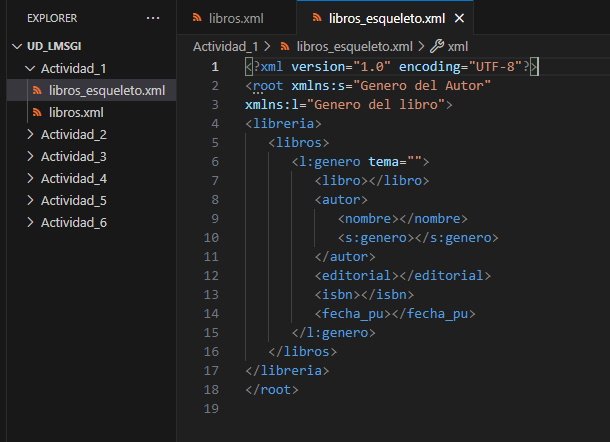 EXPLORER ...
UD_LMSGI
Actividad_1
libros_esqueleto.xml
libros.xml
Actividad_2
Actividad_3
Actividad_4
Actividad_5
Actividad_6
libros.xml libros_esqueleto.xml
Actividad_1 > libros_esqueleto.xml > xml
1 <?xml version="1.0" encoding="UTF-8"?>
2 <root xmlns:s="Genero del Autor"
3 xmlns:l="Genero del libro">
4 <libreria>
5 <libros>
6 <l:genero tema="">
7 <libro></libro>
8 <autor>
9 <nombre></nombre>
10 <s:genero></s:genero>
11 </autor>
12 <editorial></editorial>
13 <isbn></isbn>
14 <fecha_pu></fecha_pu>
15 </l:genero>
16 </libros>
17 </libreria>
18 </root>
19